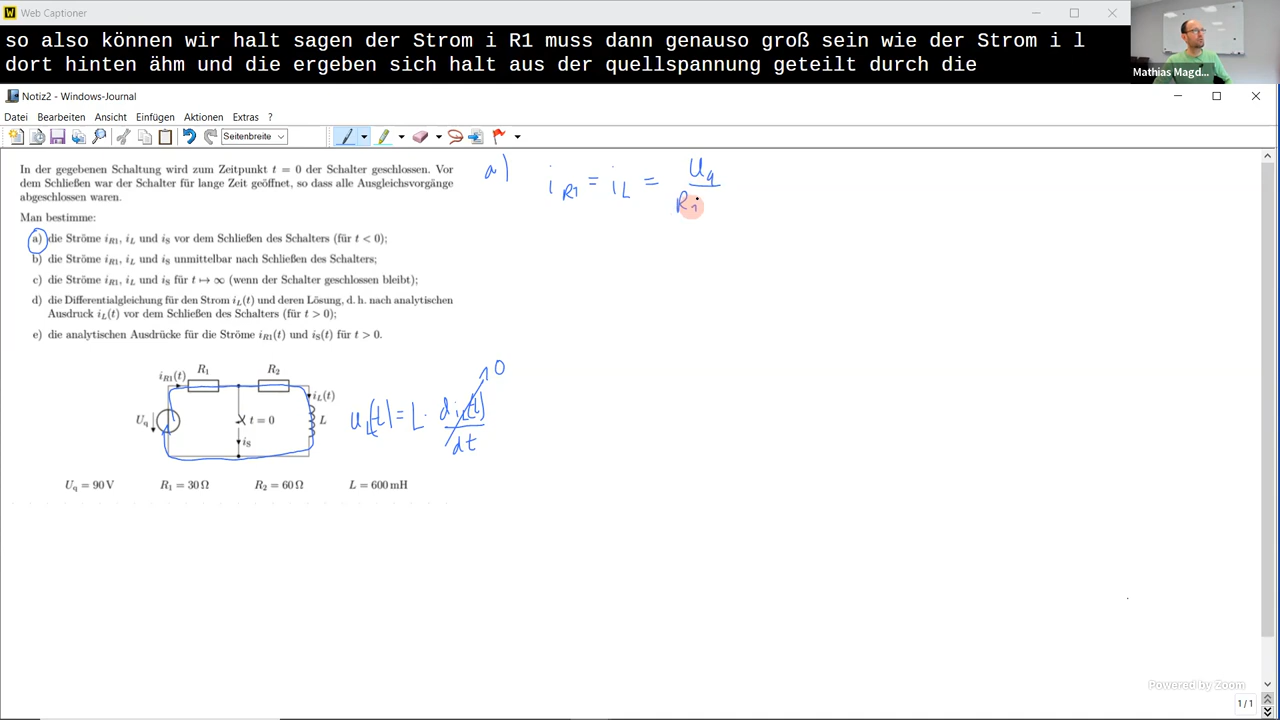 Web Captioner
so also können wir halt sagen der Strom i R1 muss dann genauso groß sein wie der Strom i l
dort hinten ähm und die ergeben sich halt aus der quellspannung geteilt durch die
Mathias Magd...
Notiz2 - Windows-Journal
Datei Bearbeiten Ansicht Einfügen Aktionen Extras ?
Seitenbreite
In der gegebenen Schaltung wird zum Zeitpunkt t = 0 der Schalter geschlossen. Vor
dem Schließen war der Schalter für lange Zeit geöffnet, so dass alle Ausgleichsvorgänge
abgeschlossen waren.
Man bestimme:
a) die Ströme iR1, iL und iS vor dem Schließen des Schalters (für t < 0);
b) die Ströme iR1, iL und iS unmittelbar nach Schließen des Schalters;
c) die Ströme iR1, iL und iS für t ↦ ∞ (wenn der Schalter geschlossen bleibt);
d) die Differentialgleichung für den Strom iL(t) und deren Lösung, d. h. nach analytischen
Ausdruck iL(t) vor dem Schließen des Schalters (für t > 0);
e) die analytischen Ausdrücke für die Ströme iR1(t) und iS(t) für t > 0.
a) iR1 = iL = Uq
R1
iR1(t) R1 R2
iL(t)
Uq t = 0 L
iS
uL(t) = L · diL(t)
dt
0
Uq = 90 V R1 = 30 Ω R2 = 60 Ω L = 600 mH
Powered by Zoom
1/1